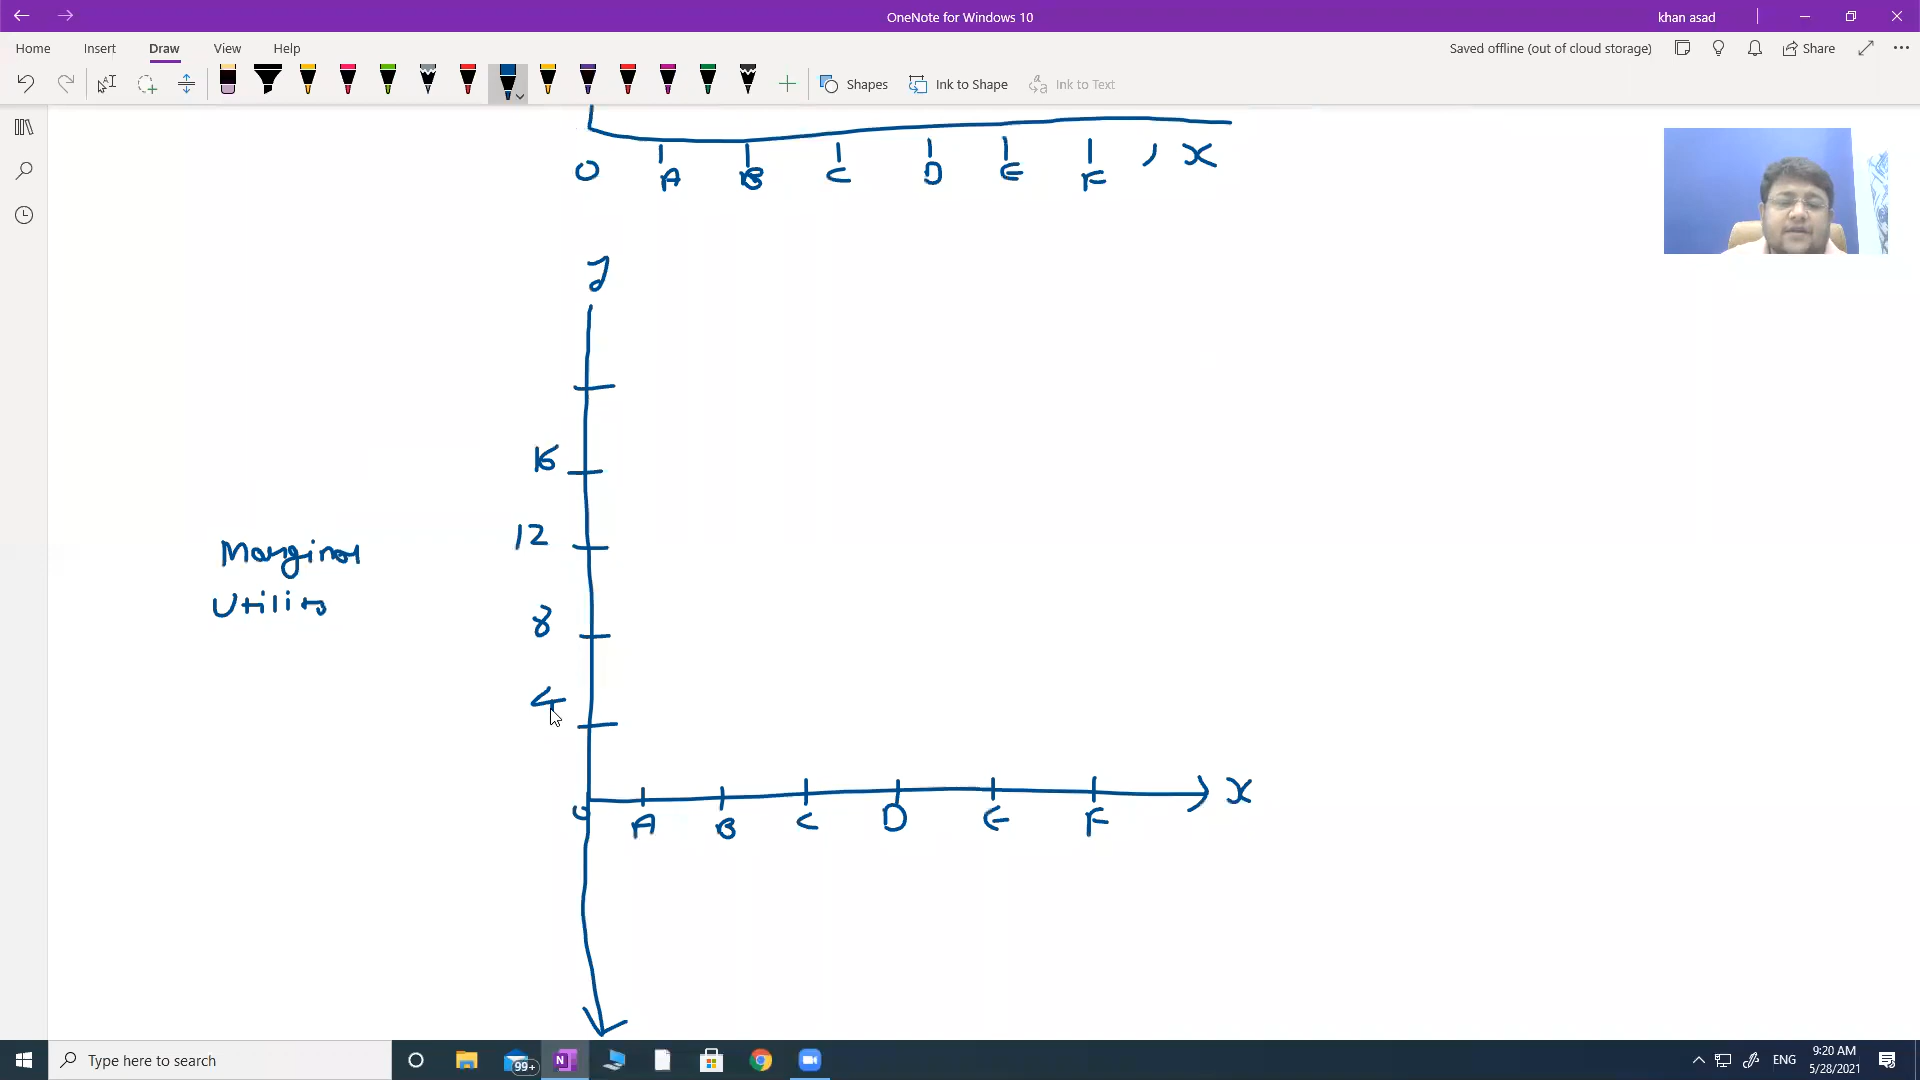 OneNote for Windows 10
khan asad
Home Insert Draw View Help
Saved offline (out of cloud storage)
Share
Shapes
Ink to Shape
Ink to Text
O A B C D E F , X
y
16
12
Marginal
Utility
8
4
X
O A B C D E F
Type here to search
99+
N
ENG
9:20 AM
5/28/2021